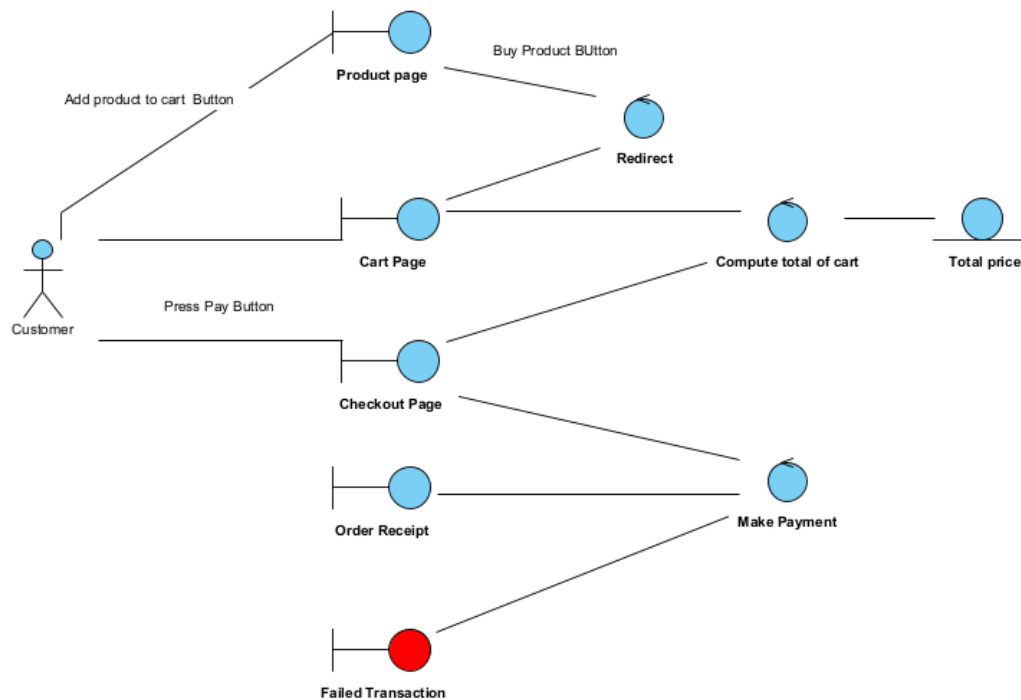 Buy Product BUtton
Product page
Add product to cart Button
Redirect
Cart Page
Compute total of cart
Total price
Press Pay Button
Customer
Checkout Page
Order Receipt
Make Payment
Failed Transaction